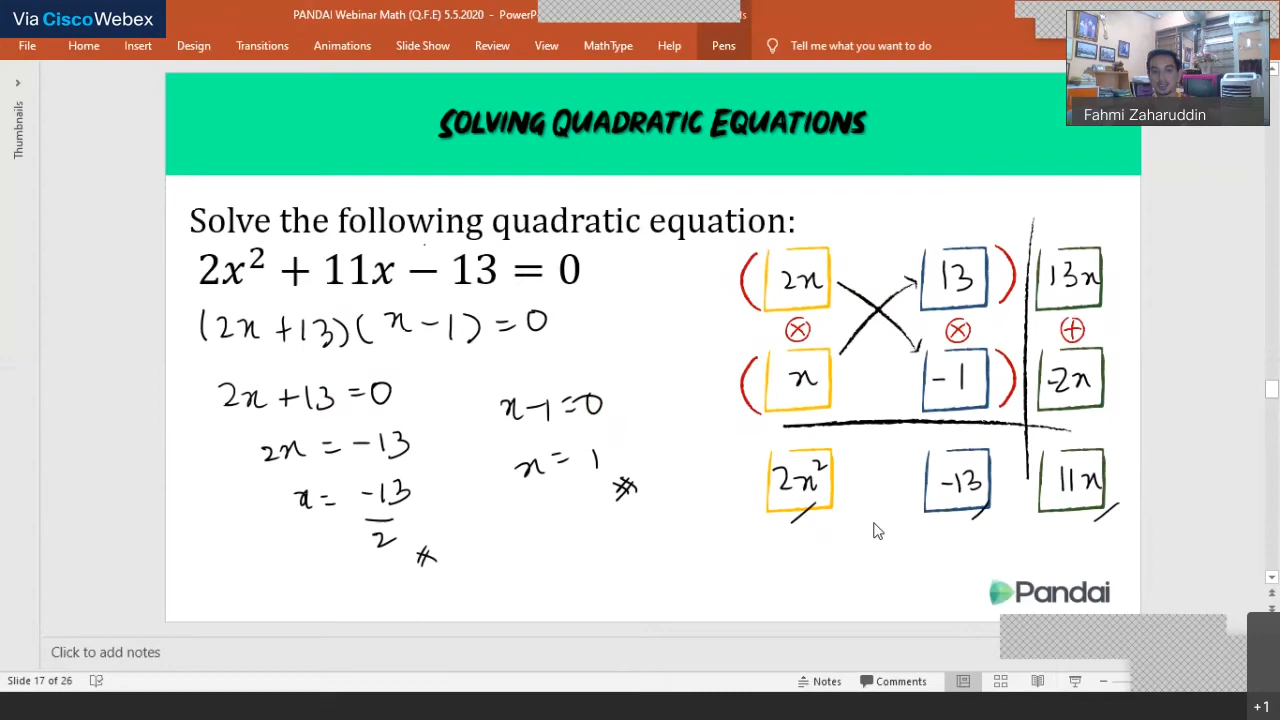 Via Cisco Webex
PANDAI Webinar Math (Q.F.E) 5.5.2020 - PowerP
File Home Insert Design Transitions Animations Slide Show Review View MathType Help Pens Tell me what you want to do
Fahmi Zaharuddin
Thumbnails
SOLVING QUADRATIC EQUATIONS
Solve the following quadratic equation:
2x² + 11x − 13 = 0
(2x + 13)(x − 1) = 0
2x + 13 = 0
2x = −13
x = −13/2 #
x − 1 = 0
x = 1 #
( 2x 13 ) 13x
⊗ ⊗ ⊕
( x −1 ) −2x
2x² −13 11x
Pandai
Click to add notes
Slide 17 of 26 Notes Comments
+1